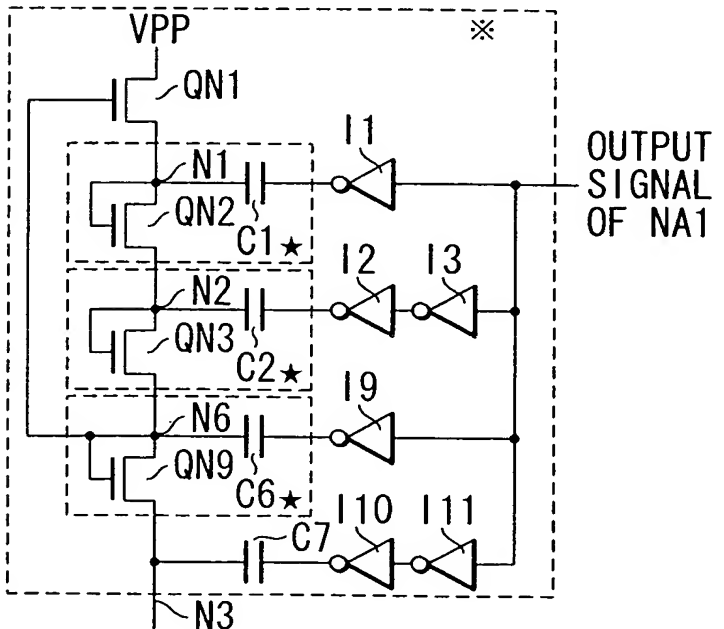 VPP
※
QN1
I1
OUTPUT
SIGNAL
OF NA1
N1
QN2
C1★
I2
I3
N2
QN3
C2★
I9
N6
QN9
C6★
C7
I10
I11
N3